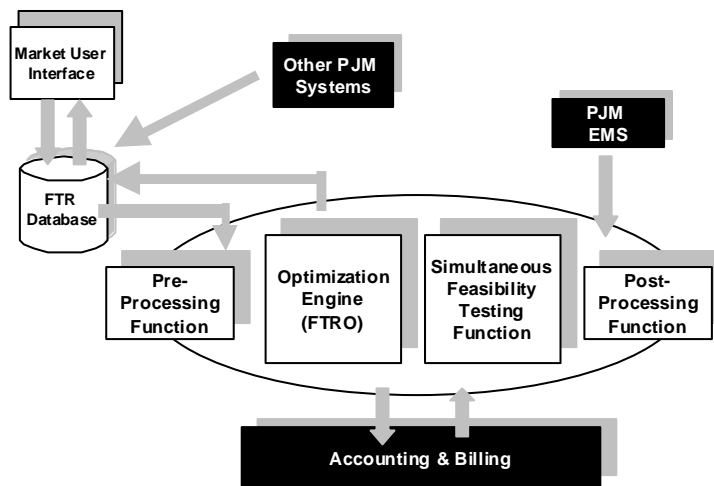 Market User
Interface
Other PJM
Systems
PJM
EMS
FTR
Database
Pre-
Processing
Function
Optimization
Engine
(FTRO)
Simultaneous
Feasibility
Testing
Function
Post-
Processing
Function
Accounting & Billing